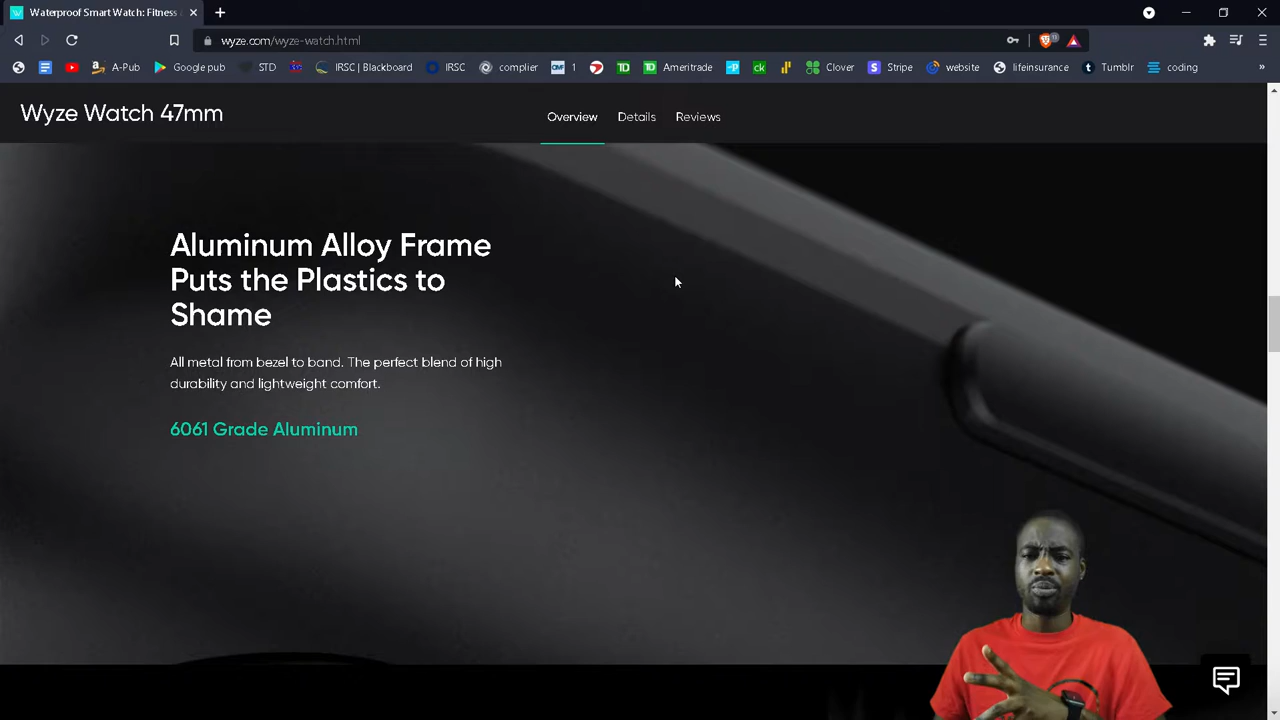 Waterproof Smart Watch: Fitness
wyze.com/wyze-watch.html
13
A-Pub
Google pub
STD
IRSC | Blackboard
IRSC
complier
1
Ameritrade
Clover
Stripe
website
lifeinsurance
Tumblr
coding
»
Wyze Watch 47mm
Overview
Details
Reviews
Aluminum Alloy Frame
Puts the Plastics to
Shame
All metal from bezel to band. The perfect blend of high
durability and lightweight comfort.
6061 Grade Aluminum